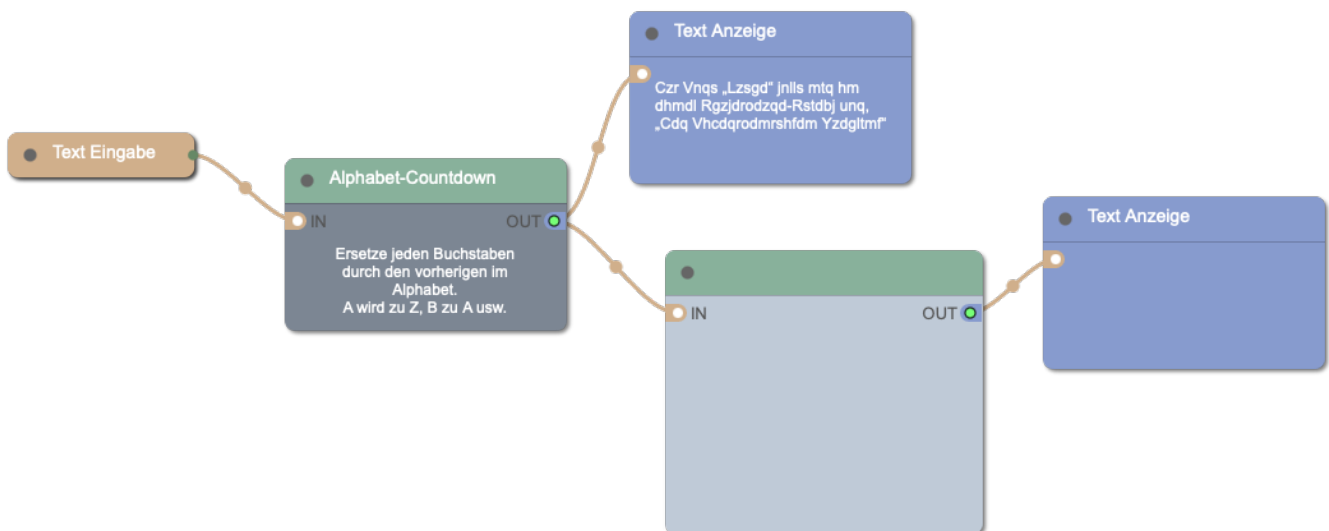 Text Eingabe
Alphabet-Countdown
IN
OUT
Ersetze jeden Buchstaben
durch den vorherigen im
Alphabet.
A wird zu Z, B zu A usw.
Text Anzeige
Czr Vnqs „Lzsgd“ jnlls mtq hm
dhmdl Rgzjdrodzqd-Rstdbj unq,
„Cdq Vhcdqrodmrshfdm Yzdgltmf"
IN
OUT
Text Anzeige